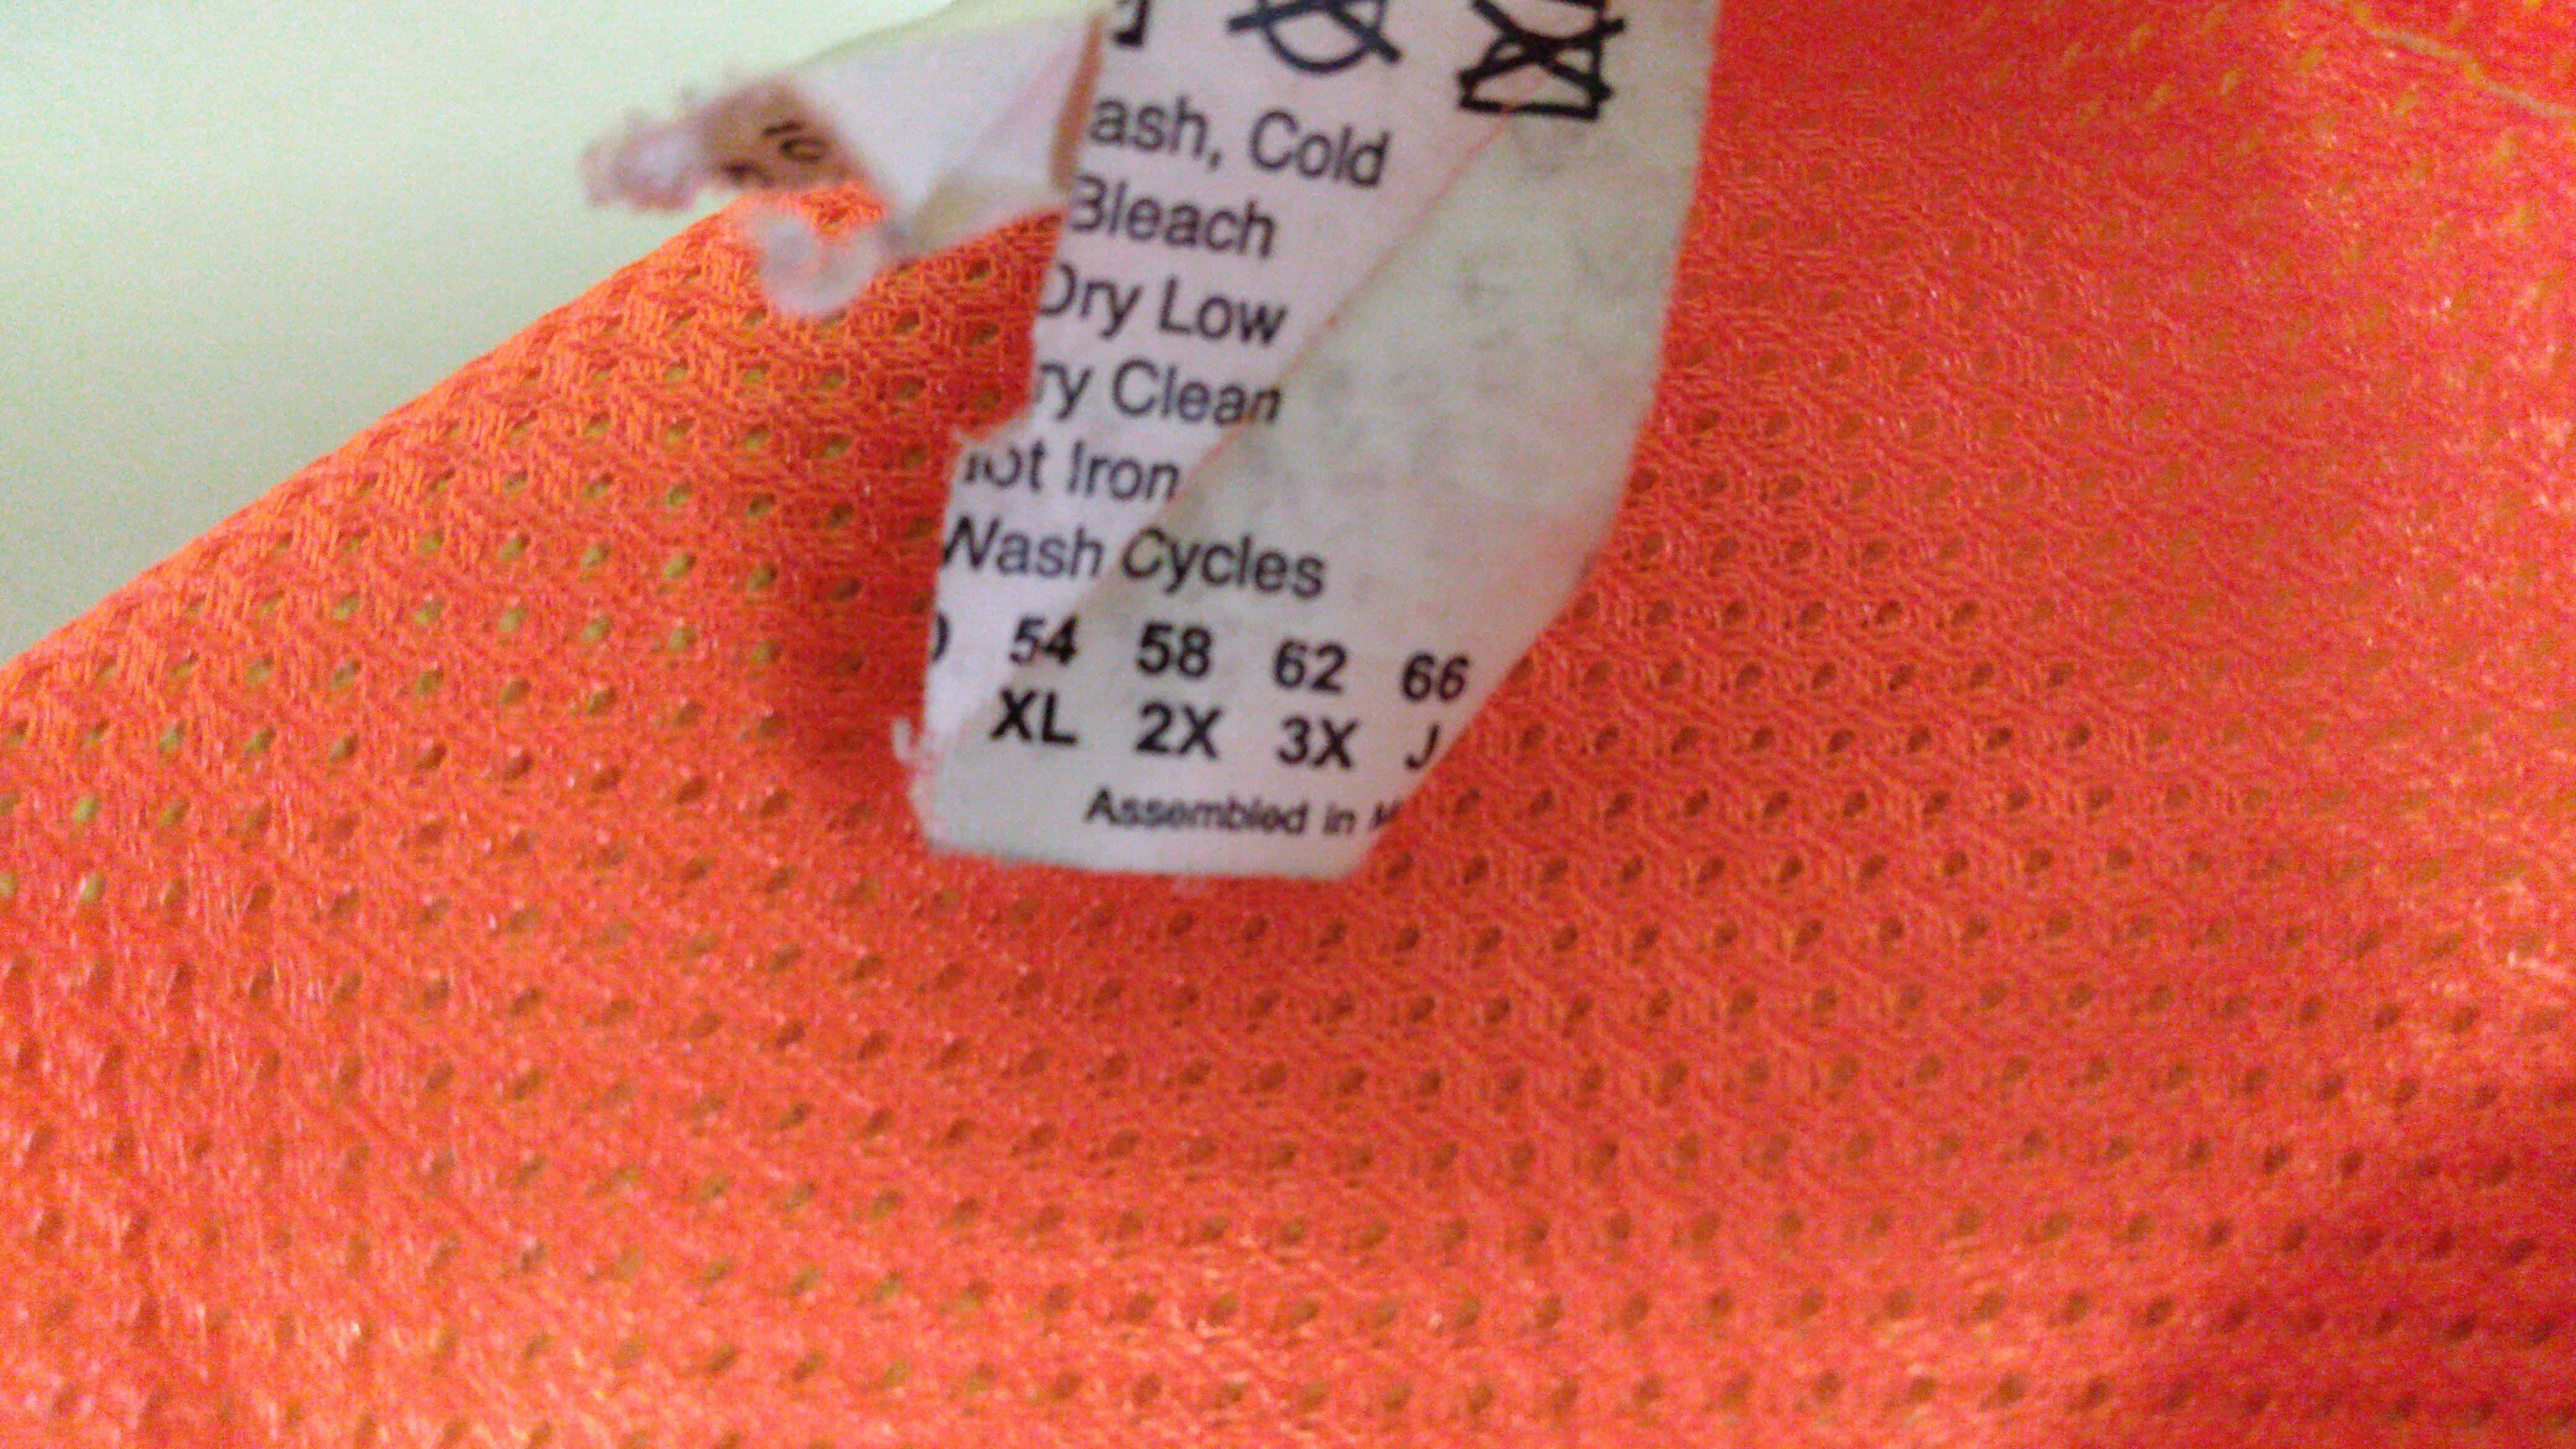 ash, Cold
Bleach
Dry Low
ry Clean
ot Iron
Wash Cycles
54 58 62 66
XL 2X 3X J
Assembled in